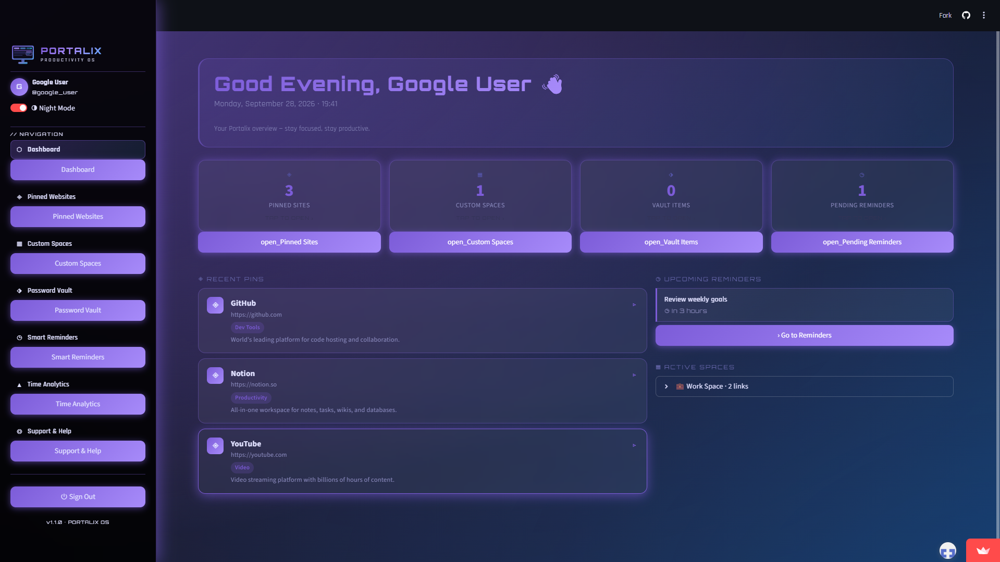 Fork
PORTALIX
PRODUCTIVITY OS
G
Google User
@google_user
Night Mode
// NAVIGATION
Dashboard
Dashboard
Pinned Websites
Pinned Websites
Custom Spaces
Custom Spaces
Password Vault
Password Vault
Smart Reminders
Smart Reminders
Time Analytics
Time Analytics
Support & Help
Support & Help
Sign Out
v1.1.0 · PORTALIX OS
Good Evening, Google User 👋
Monday, September 28, 2026 · 19:41
Your Portalix overview — stay focused, stay productive.
3
PINNED SITES
TAP TO OPEN ›
open_Pinned Sites
1
CUSTOM SPACES
TAP TO OPEN ›
open_Custom Spaces
0
VAULT ITEMS
open_Vault Items
1
PENDING REMINDERS
open_Pending Reminders
RECENT PINS
GitHub
https://github.com
Dev Tools
World's leading platform for code hosting and collaboration.
Notion
https://notion.so
Productivity
All-in-one workspace for notes, tasks, wikis, and databases.
YouTube
https://youtube.com
Video
Video streaming platform with billions of hours of content.
UPCOMING REMINDERS
Review weekly goals
In 3 hours
› Go to Reminders
ACTIVE SPACES
💼 Work Space · 2 links